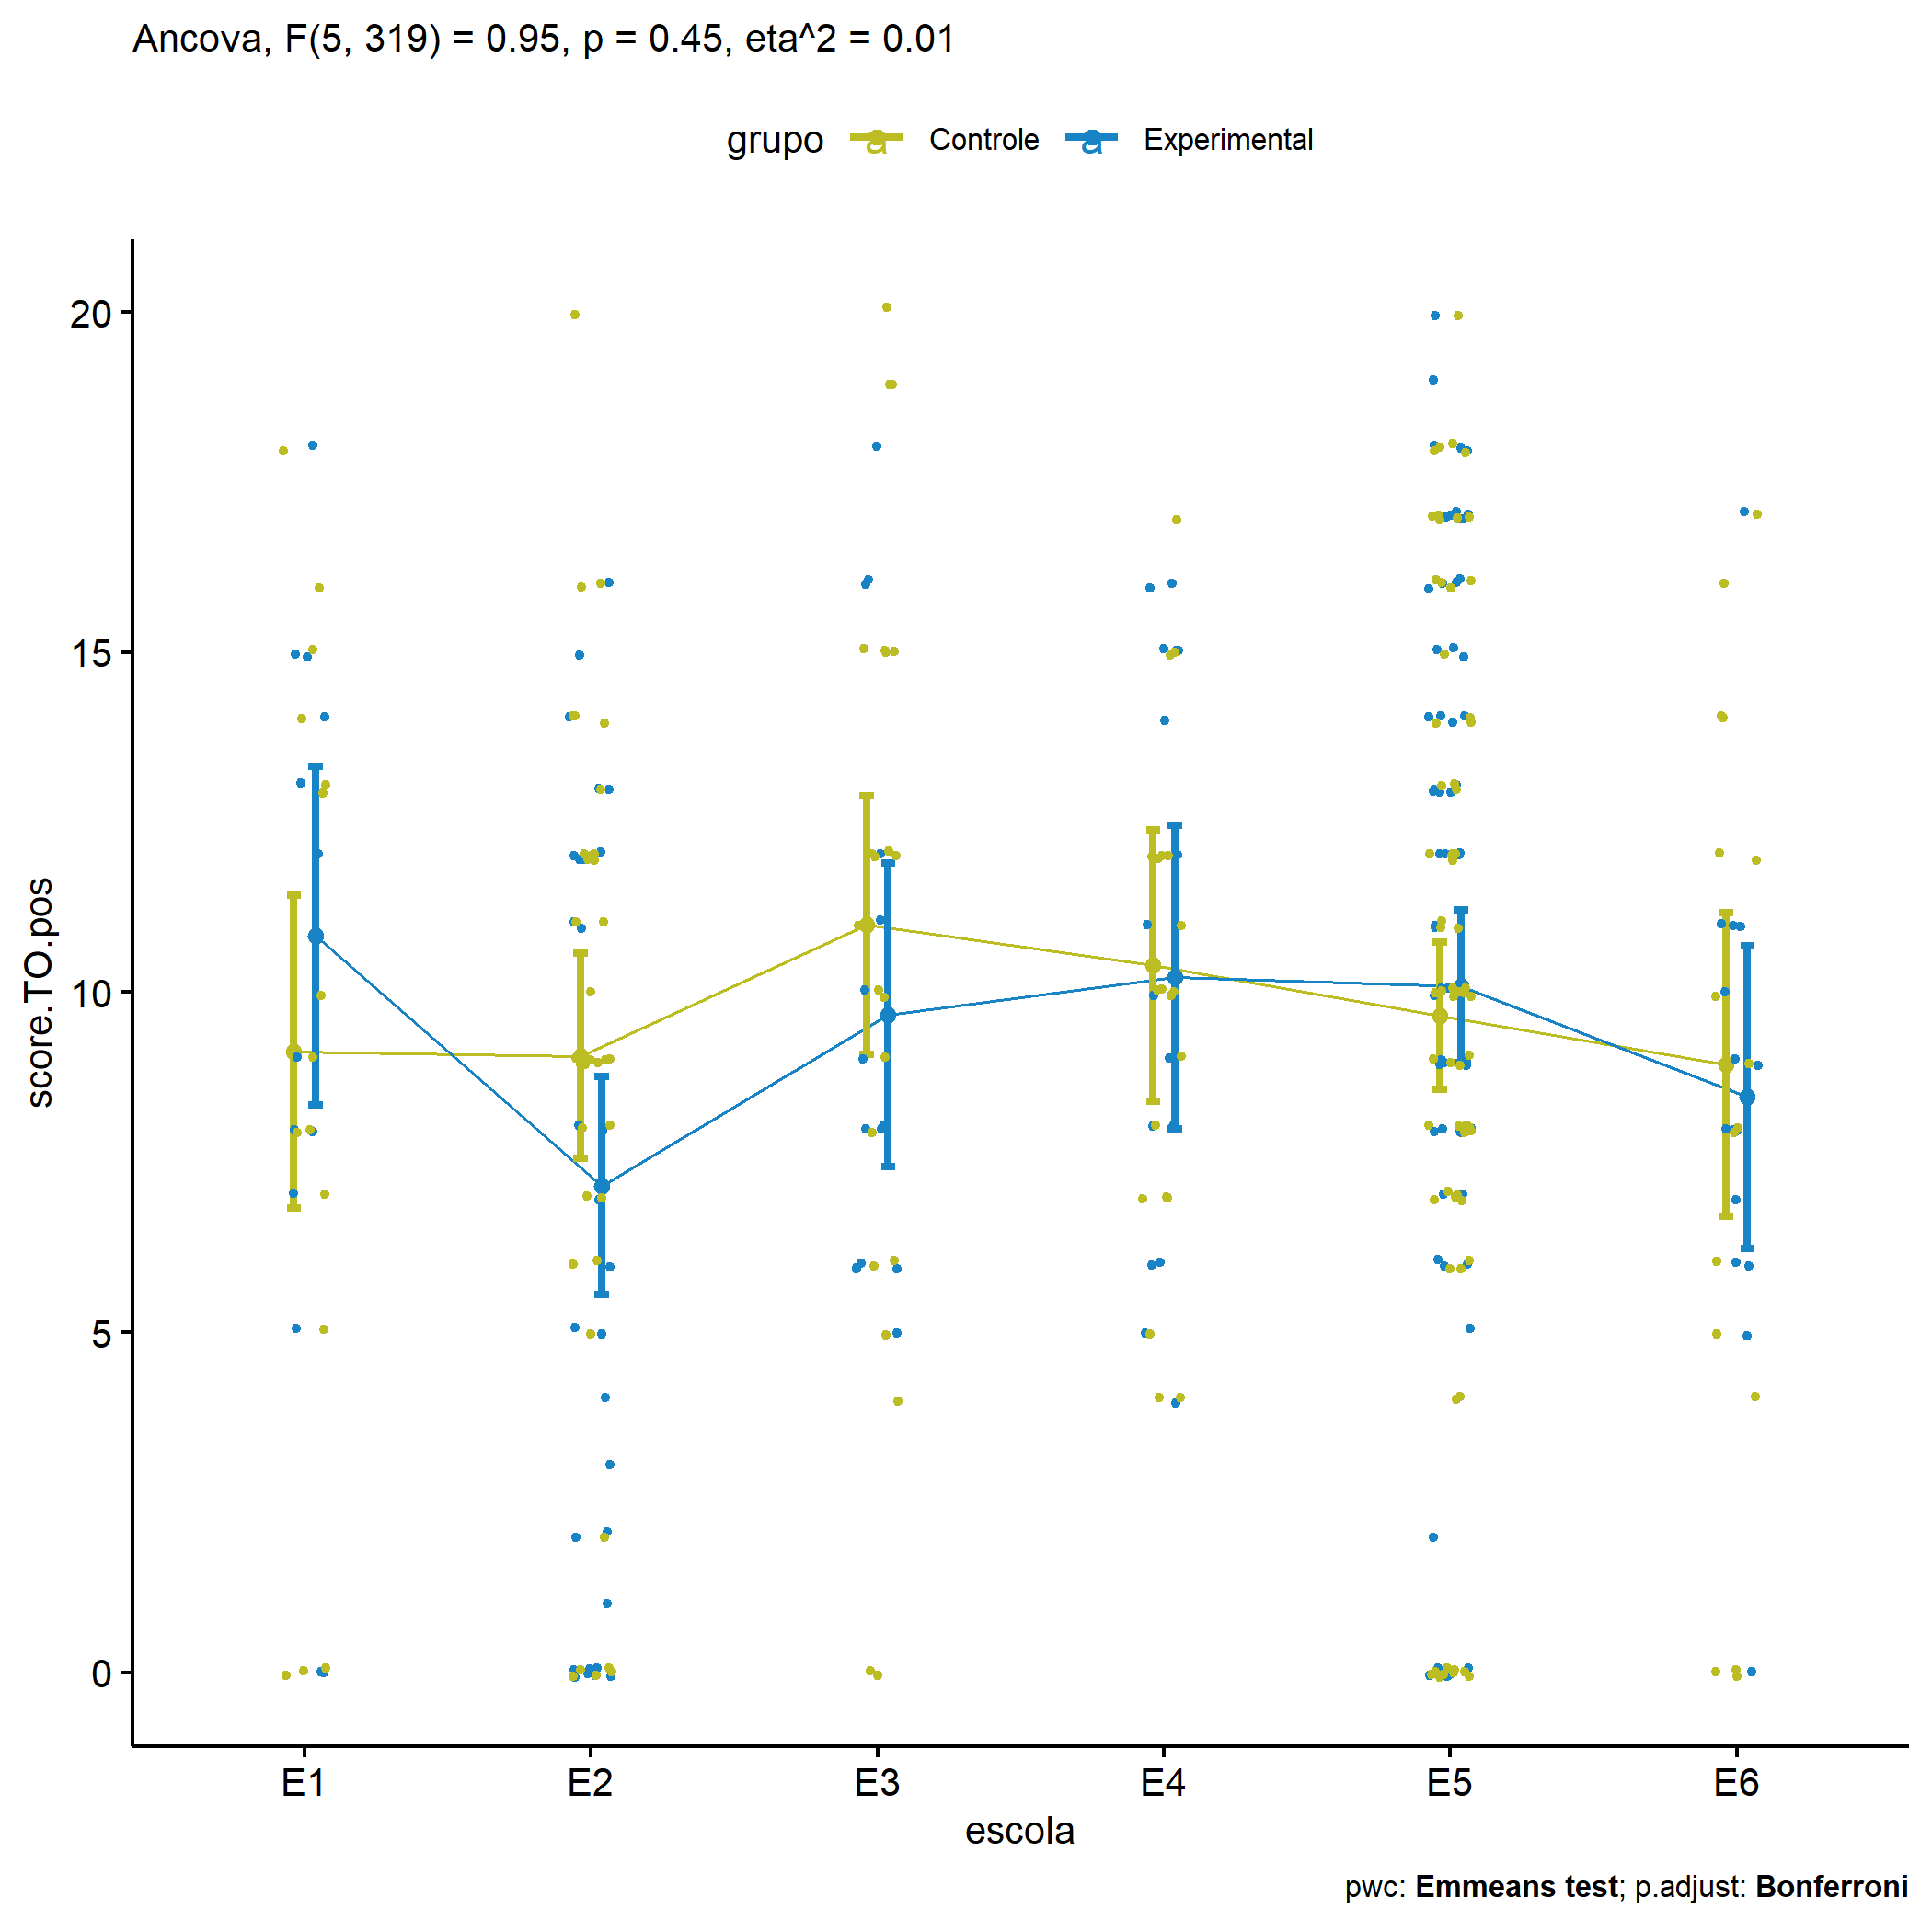 Ancova, F(5, 319) = 0.95, p = 0.45, eta^2 = 0.01
grupo a Controle a Experimental
score.TO.pos
20
15
10
5
0
E1 E2 E3 E4 E5 E6
escola
pwc: Emmeans test; p.adjust: Bonferroni